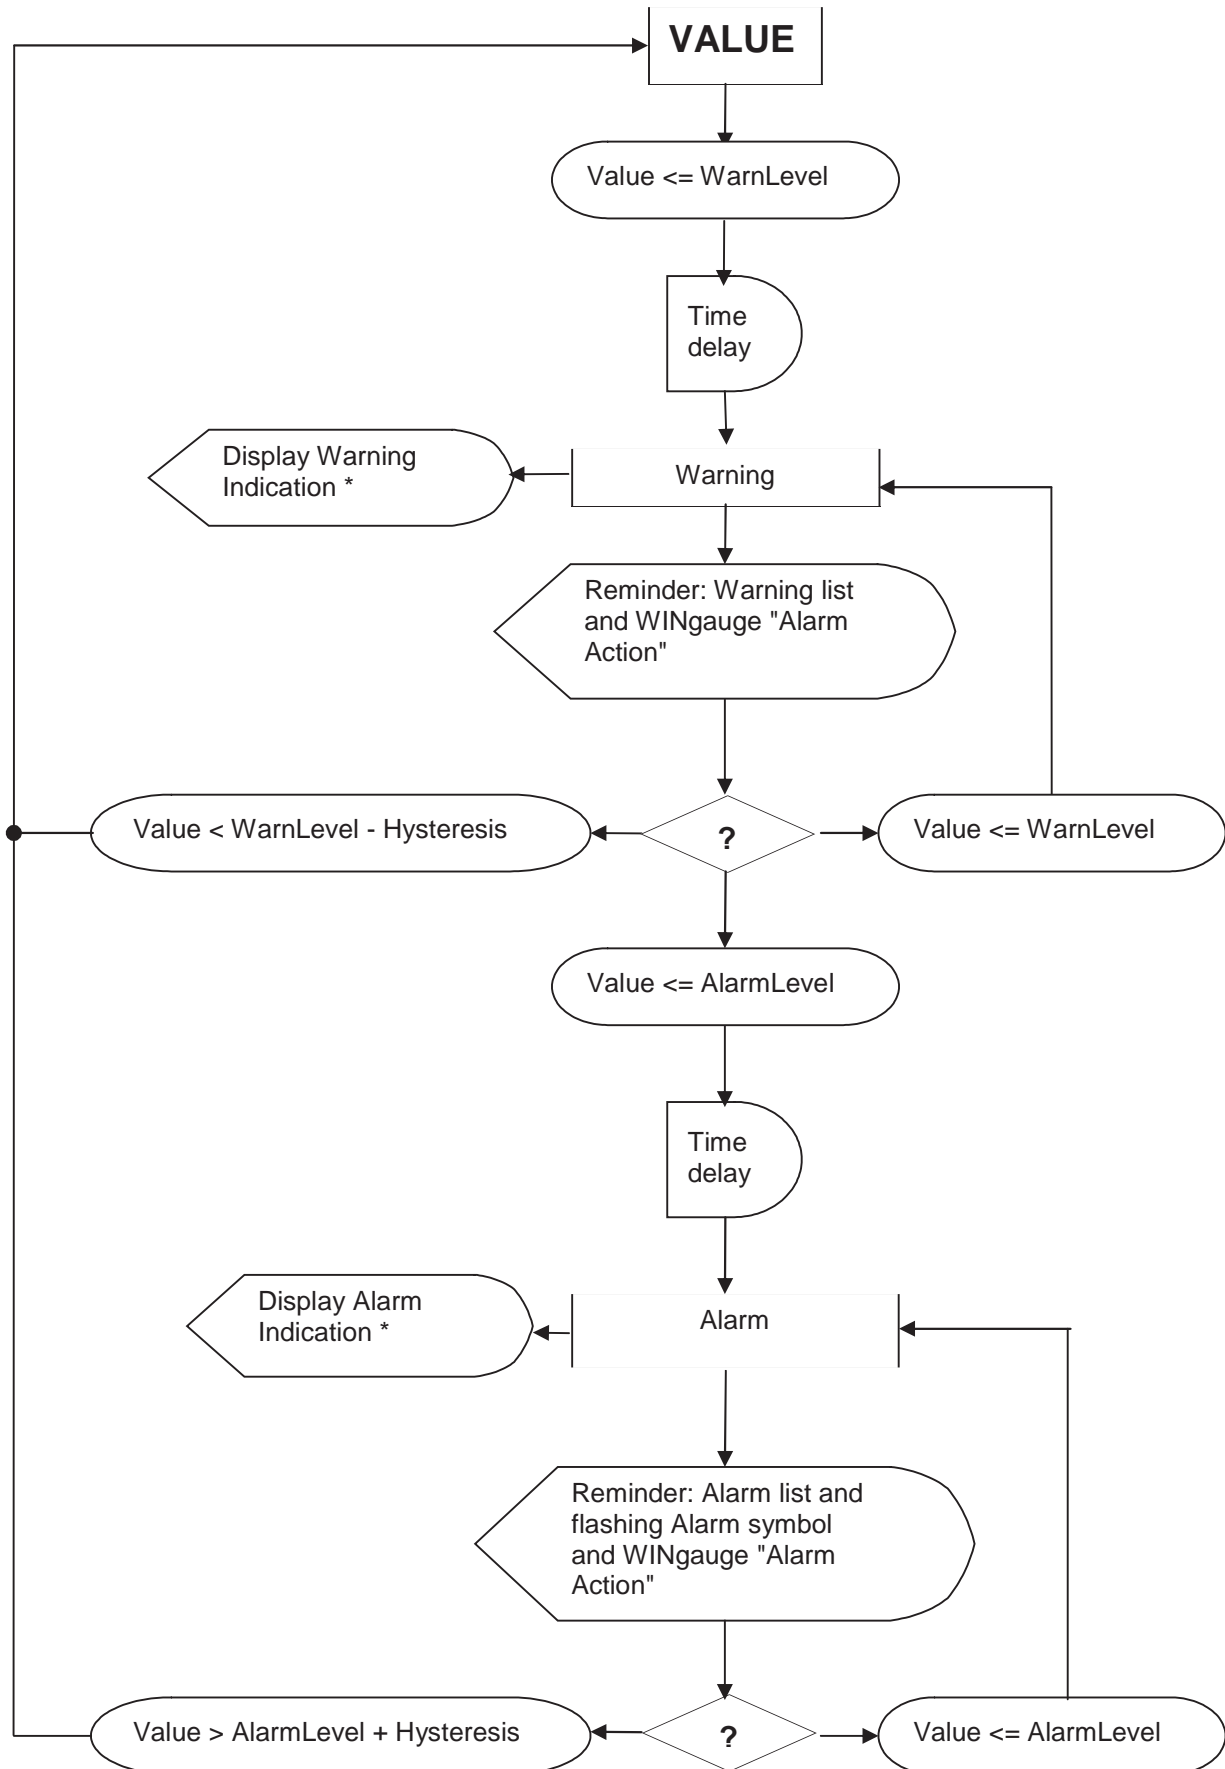 VALUE
Value <= WarnLevel
Time
delay
Display Warning
Indication *
Warning
Reminder: Warning list
and WINgauge "Alarm
Action"
Value < WarnLevel - Hysteresis
?
Value <= WarnLevel
Value <= AlarmLevel
Time
delay
Display Alarm
Indication *
Alarm
Reminder: Alarm list and
flashing Alarm symbol
and WINgauge "Alarm
Action"
Value > AlarmLevel + Hysteresis
?
Value <= AlarmLevel